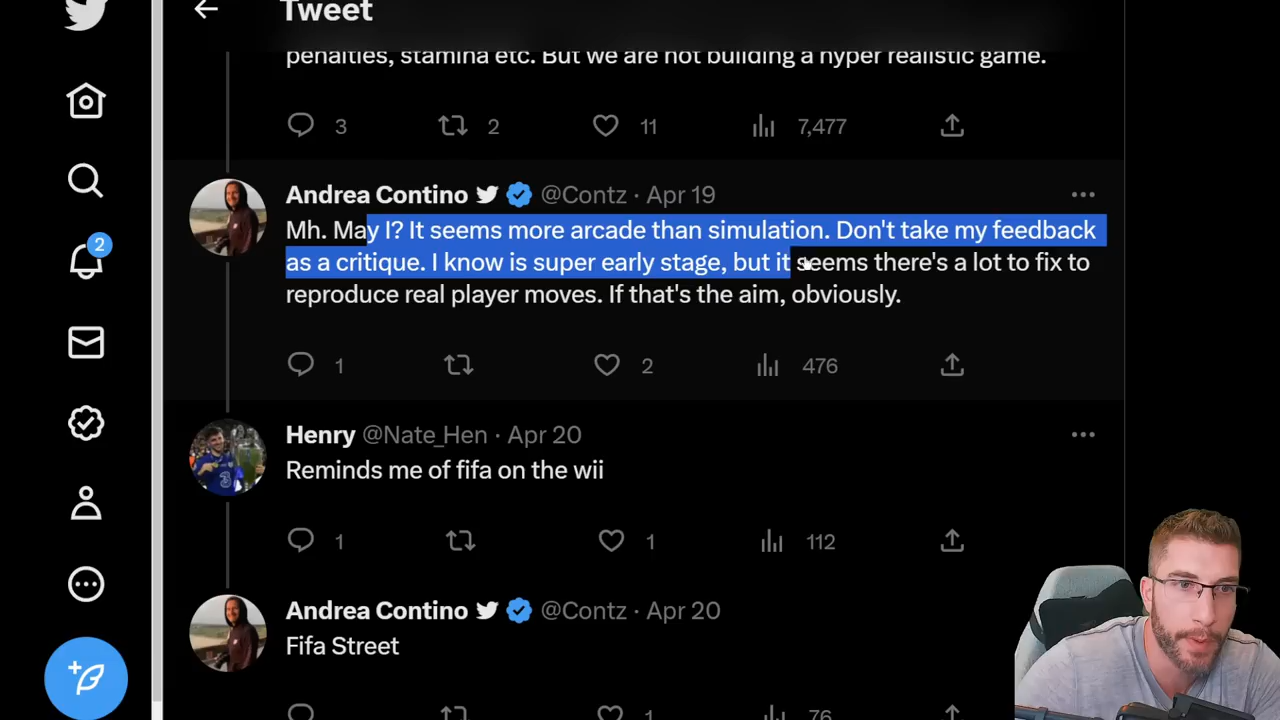 Tweet
penalties, stamina etc. But we are not building a hyper realistic game.
3 2 11 7,477
Andrea Contino @Contz · Apr 19
Mh. May I? It seems more arcade than simulation. Don't take my feedback
as a critique. I know is super early stage, but it seems there's a lot to fix to
reproduce real player moves. If that's the aim, obviously.
2
1 2 476
Henry @Nate_Hen · Apr 20
Reminds me of fifa on the wii
1 1 112
Andrea Contino @Contz · Apr 20
Fifa Street
1 76